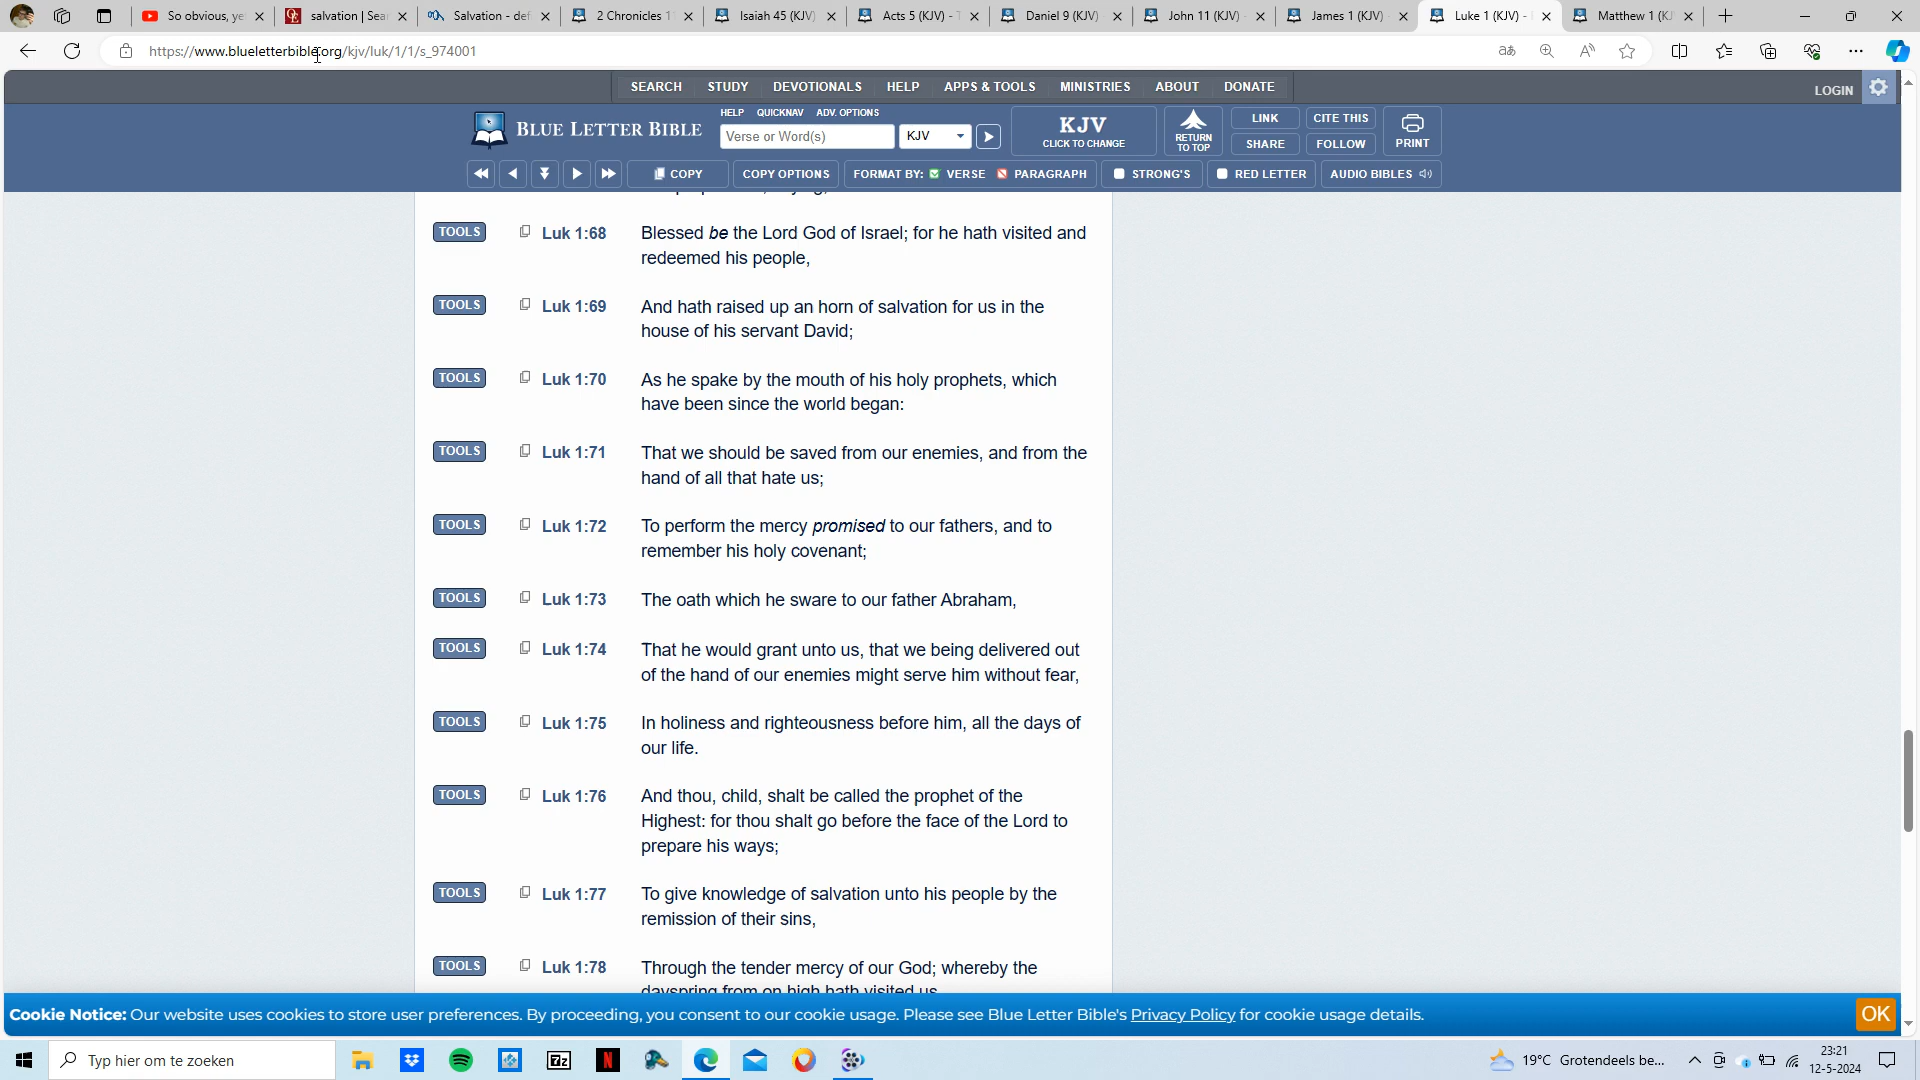 So obvious, ye
salvation | Sear
Salvation - def
2 Chronicles 1
Isaiah 45 (KJV)
Acts 5 (KJV) - T
Daniel 9 (KJV)
John 11 (KJV)
James 1 (KJV)
Luke 1 (KJV) -
Matthew 1 (KJ
https://www.blueletterbible.org/kjv/luk/1/1/s_974001
SEARCH STUDY DEVOTIONALS HELP APPS & TOOLS MINISTRIES ABOUT DONATE
LOGIN
BLUE LETTER BIBLE
HELP QUICKNAV ADV. OPTIONS
Verse or Word(s)
KJV
KJV
CLICK TO CHANGE
RETURN
TO TOP
LINK
CITE THIS
SHARE
FOLLOW
PRINT
COPY
COPY OPTIONS
FORMAT BY: VERSE PARAGRAPH
STRONG'S
RED LETTER
AUDIO BIBLES
TOOLS Luk 1:68 Blessed be the Lord God of Israel; for he hath visited and
redeemed his people,
TOOLS Luk 1:69 And hath raised up an horn of salvation for us in the
house of his servant David;
TOOLS Luk 1:70 As he spake by the mouth of his holy prophets, which
have been since the world began:
TOOLS Luk 1:71 That we should be saved from our enemies, and from the
hand of all that hate us;
TOOLS Luk 1:72 To perform the mercy promised to our fathers, and to
remember his holy covenant;
TOOLS Luk 1:73 The oath which he sware to our father Abraham,
TOOLS Luk 1:74 That he would grant unto us, that we being delivered out
of the hand of our enemies might serve him without fear,
TOOLS Luk 1:75 In holiness and righteousness before him, all the days of
our life.
TOOLS Luk 1:76 And thou, child, shalt be called the prophet of the
Highest: for thou shalt go before the face of the Lord to
prepare his ways;
TOOLS Luk 1:77 To give knowledge of salvation unto his people by the
remission of their sins,
TOOLS Luk 1:78 Through the tender mercy of our God; whereby the
dayspring from on high hath visited us,
Cookie Notice: Our website uses cookies to store user preferences. By proceeding, you consent to our cookie usage. Please see Blue Letter Bible's Privacy Policy for cookie usage details.
OK
Typ hier om te zoeken
19°C Grotendeels be...
23:21
12-5-2024